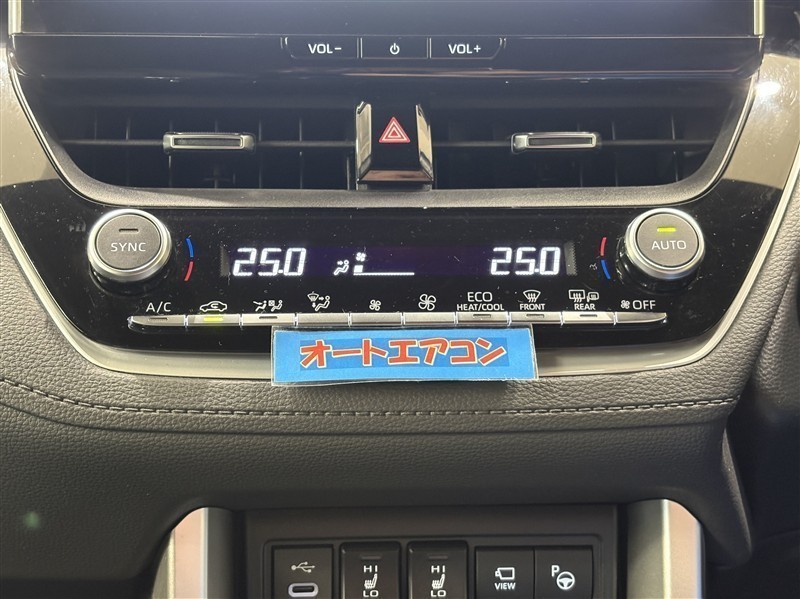 VOL- VOL+
SYNC 25.0 25.0 AUTO
A/C ECO HEAT/COOL FRONT REAR OFF
オートエアコン
HI LO HI LO VIEW P